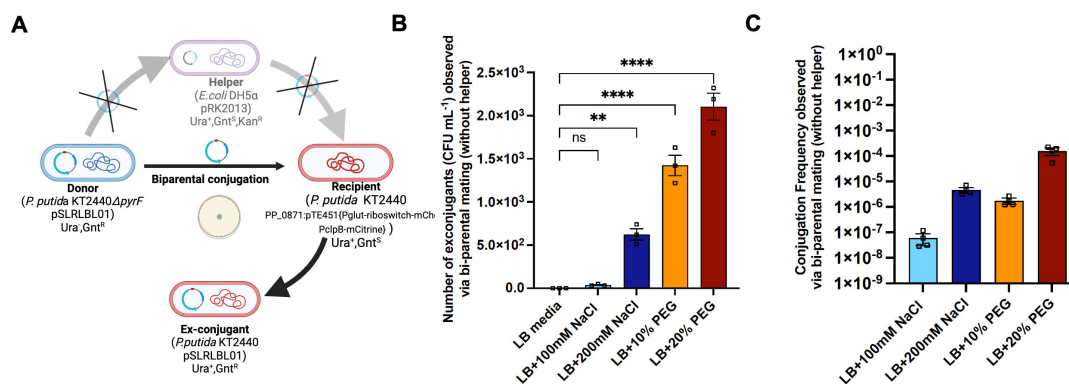 A
Helper
(E.coli DH5α
pRK2013)
Ura⁺,Gntˢ,Kanᴿ
Biparental conjugation
Donor
(P. putida KT2440ΔpyrF
pSLRLBL01)
Ura⁻,Gntᴿ
Recipient
(P. putida KT2440
PP_0871:pTE451{Pglut-riboswitch-mChe
PclpB-mCitrine} )
Ura⁺,Gntˢ
Ex-conjugant
(P.putida KT2440
pSLRLBL01)
Ura⁺,Gntᴿ
B
Number of exconjugants (CFU mL⁻¹) observed
via bi-parental mating (without helper)
2.5×10³
2.0×10³
1.5×10³
1.0×10³
5.0×10²
0.0
****
****
**
ns
LB media
LB+100mM NaCl
LB+200mM NaCl
LB+10% PEG
LB+20% PEG
C
Conjugation Frequency observed
via bi-parental mating (without helper)
1×10⁰
1×10⁻¹
1×10⁻²
1×10⁻³
1×10⁻⁴
1×10⁻⁵
1×10⁻⁶
1×10⁻⁷
1×10⁻⁸
1×10⁻⁹
LB+100mM NaCl
LB+200mM NaCl
LB+10% PEG
LB+20% PEG